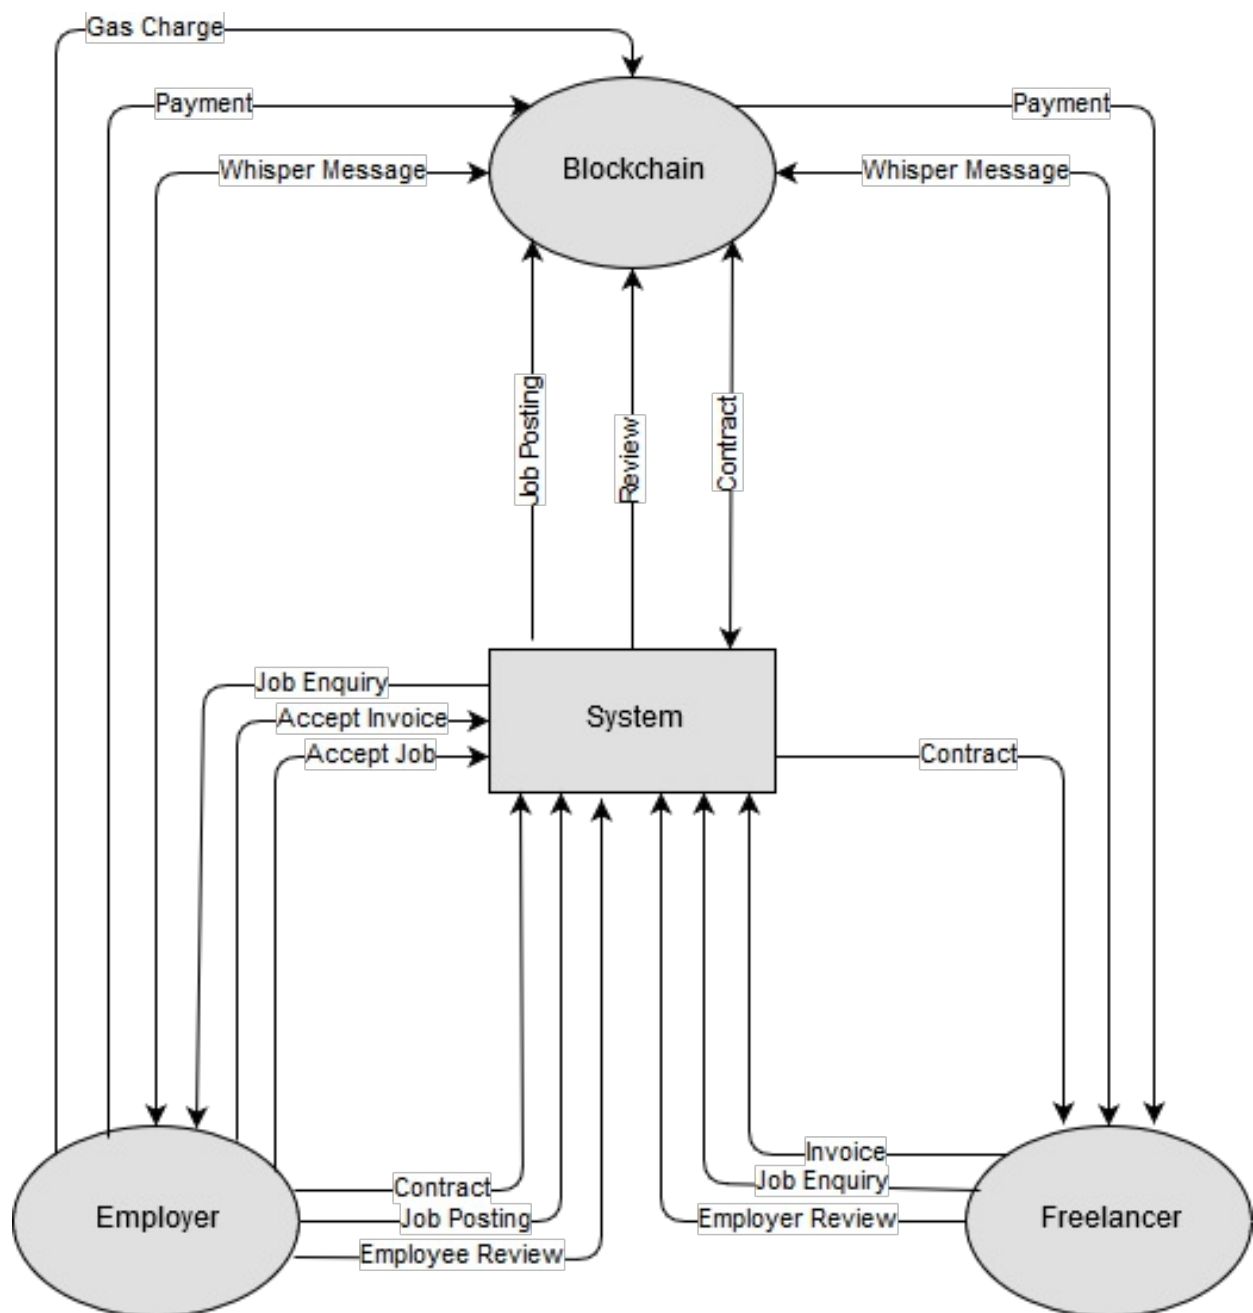 Gas Charge
Payment
Payment
Whisper Message
Blockchain
Whisper Message
Job Posting
Review
Contract
Job Enquiry
Accept Invoice
System
Accept Job
Contract
Invoice
Job Enquiry
Contract
Job Posting
Employer Review
Employer
Freelancer
Employee Review